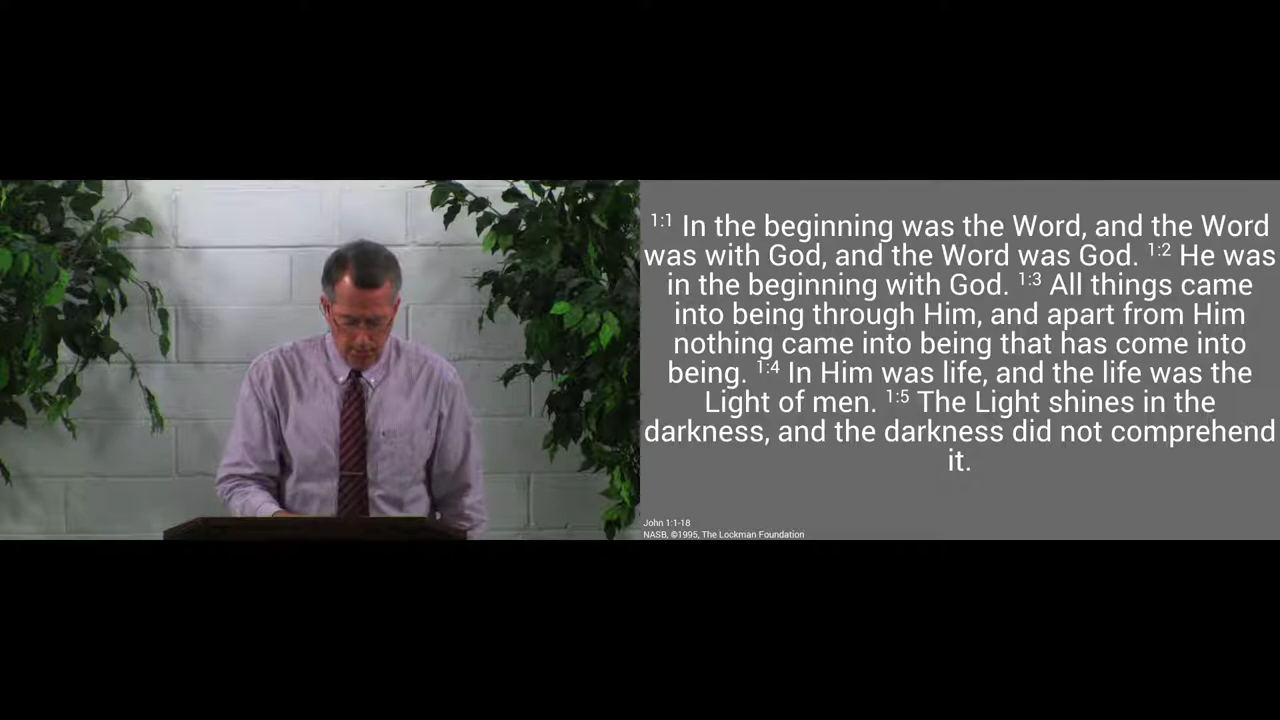 1:1 In the beginning was the Word, and the Word
was with God, and the Word was God. 1:2 He was
in the beginning with God. 1:3 All things came
into being through Him, and apart from Him
nothing came into being that has come into
being. 1:4 In Him was life, and the life was the
Light of men. 1:5 The Light shines in the
darkness, and the darkness did not comprehend
it.
John 1:1-18
NASB, ©1995, The Lockman Foundation